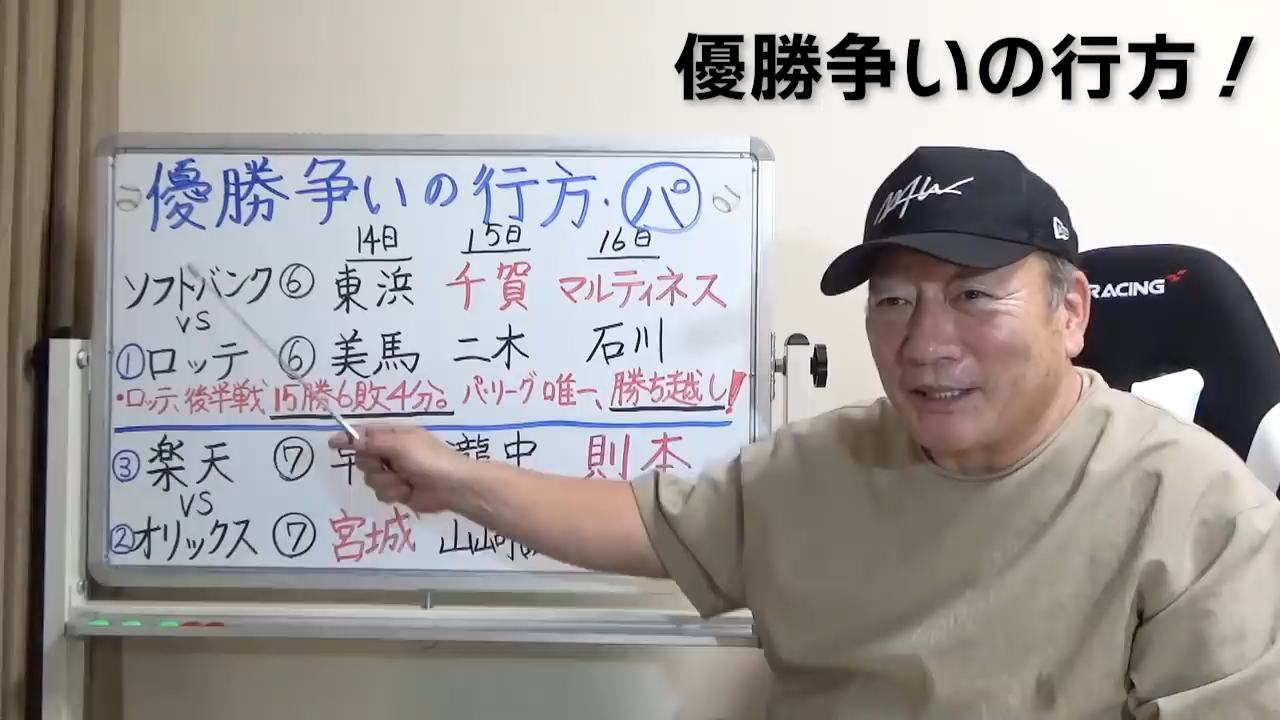 優勝争いの行方!
優勝争いの行方・パ
14日 15日 16日
ソフトバンク⑥ 東浜 千賀 マルティネス
VS
①ロッテ ⑥ 美馬 二木 石川
・ロッテ、後半戦 15勝6敗4分。パ・リーグ唯一、勝ち越し!
③楽天 ⑦ 瀧中 則本
VS
②オリックス ⑦ 宮城
RACING